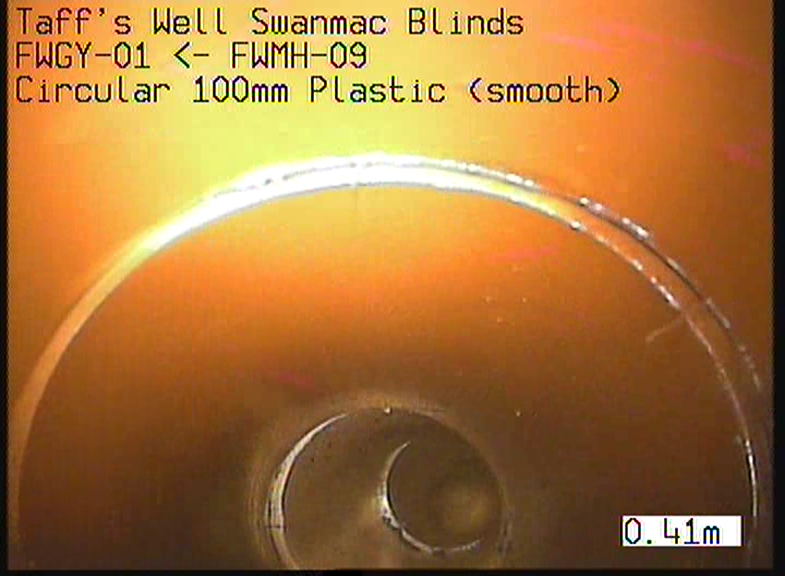 Taff's Well Swanmac Blinds
FWGY-01 <- FWMH-09
Circular 100mm Plastic (smooth)
0.41m